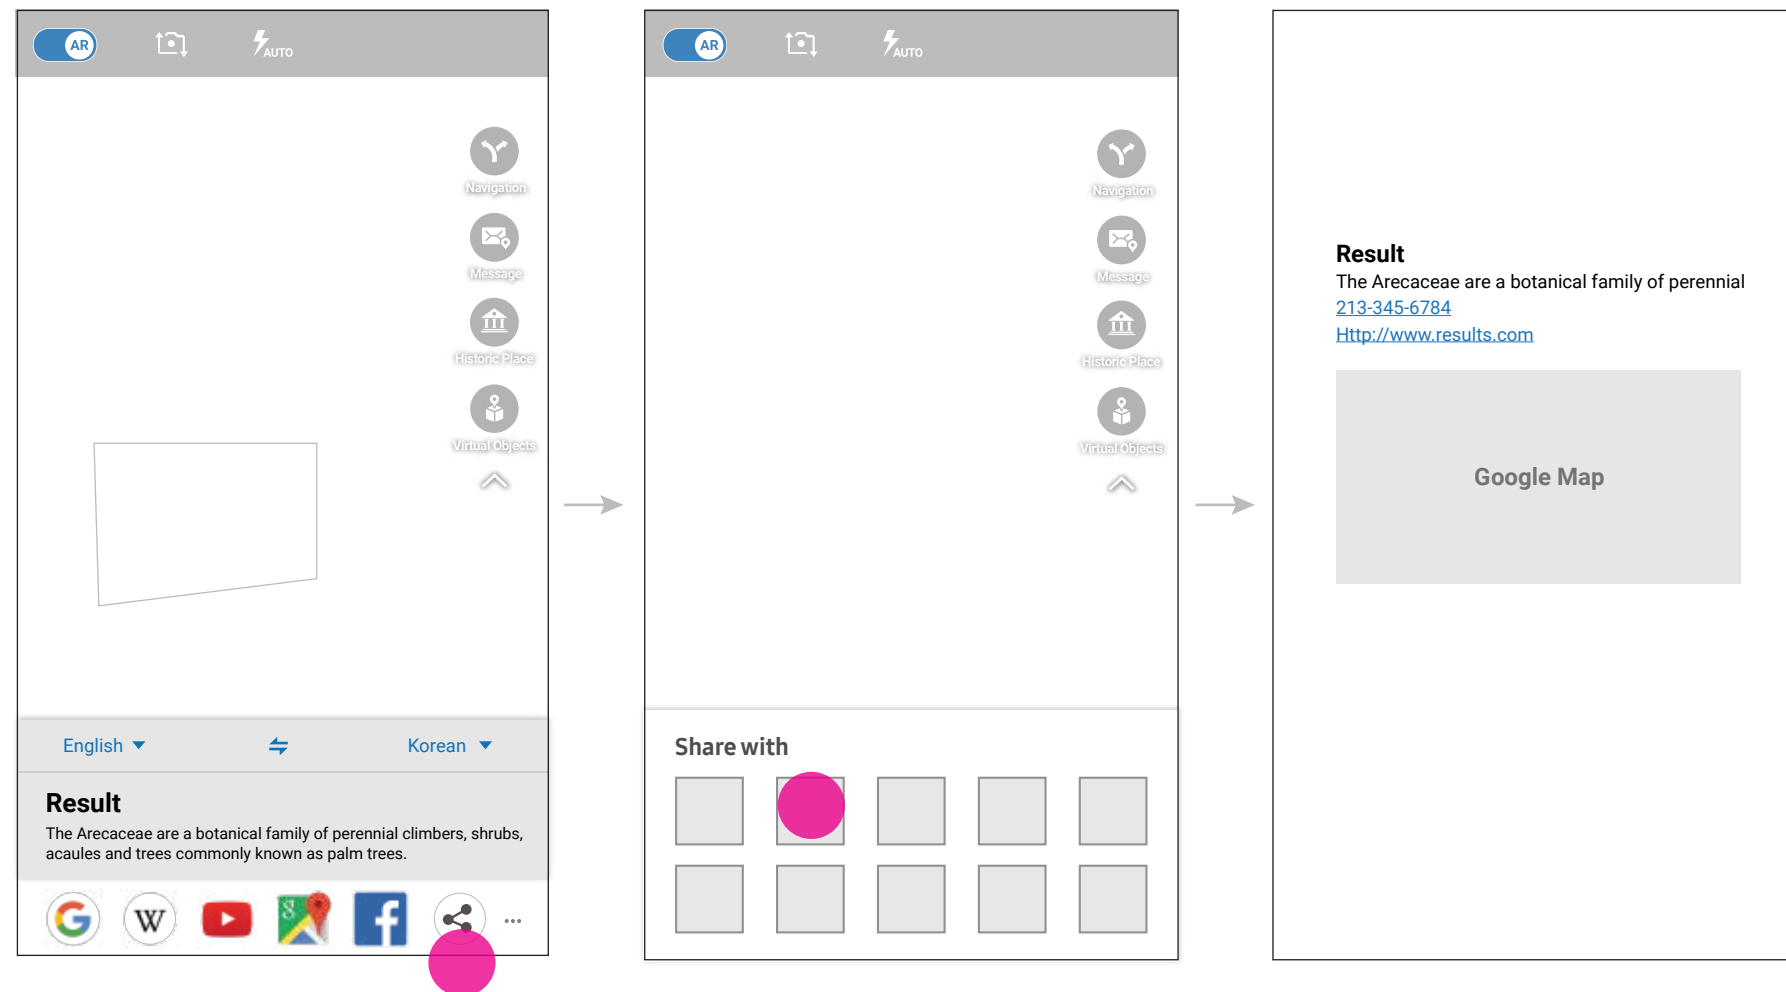 AR
AUTO
Navigation
Message
Historic Place
Virtual Objects
English
Korean
Result
The Arecaceae are a botanical family of perennial climbers, shrubs,
acaules and trees commonly known as palm trees.
G
W
8
f
...
AR
AUTO
Navigation
Message
Historic Place
Virtual Objects
Share with
Result
The Arecaceae are a botanical family of perennial
213-345-6784
Http://www.results.com
Google Map